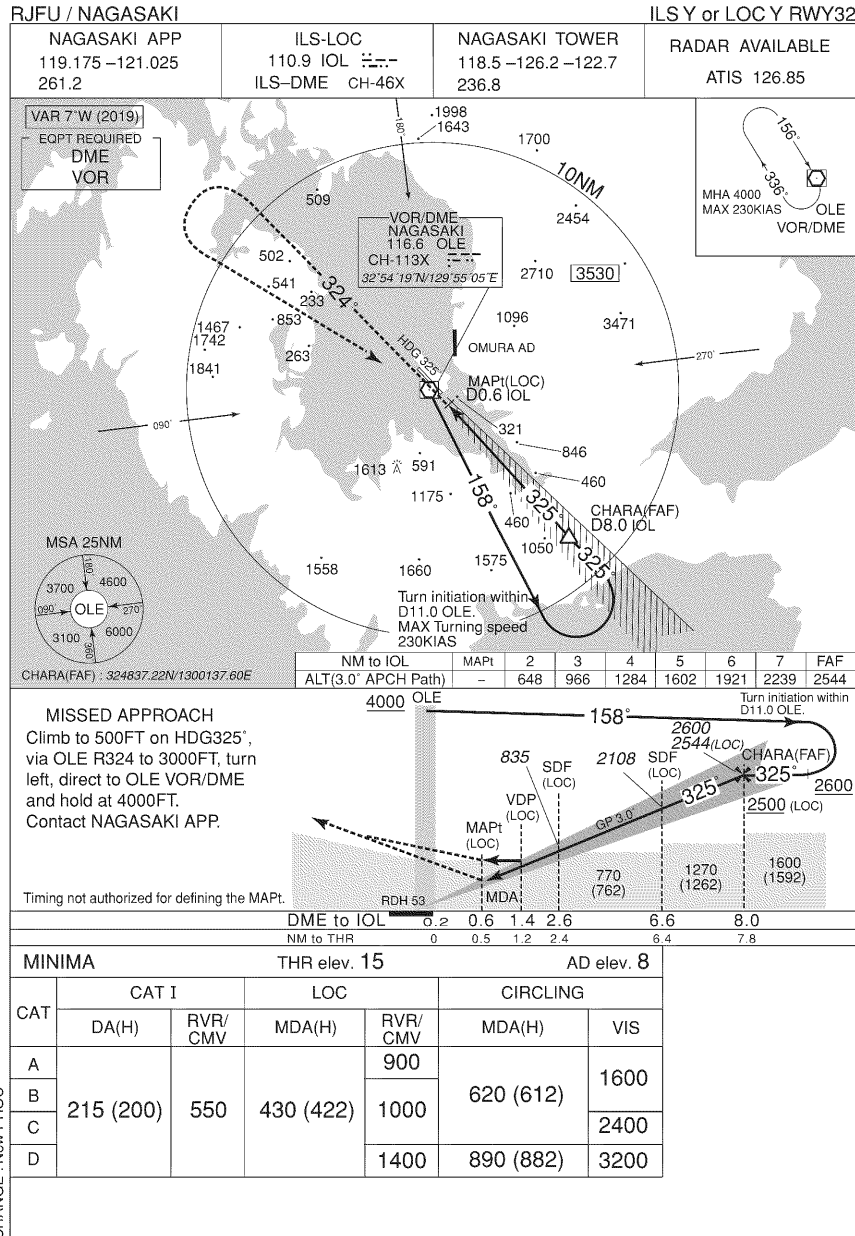 RJFU / NAGASAKI
ILS Y or LOC Y RWY32
NAGASAKI APP
119.175 –121.025
261.2
ILS-LOC
110.9 IOL
ILS–DME CH-46X
NAGASAKI TOWER
118.5 –126.2 –122.7
236.8
RADAR AVAILABLE
ATIS 126.85
VAR 7°W (2019)
EQPT REQUIRED
DME
VOR
180°
1998
1643
1700
10NM
509
2454
156°
336°
MHA 4000
MAX 230KIAS
OLE
VOR/DME
VOR/DME
NAGASAKI
116.6 OLE
CH-113X
32°54'19"N/129°55'05"E
502
541
233
324°
2710
3530
853
1467
1742
1841
263
1096
3471
HDG 325°
OMURA AD
270°
MAPt(LOC)
D0.6 IOL
090°
321
846
460
1613
591
1175
158°
460
325°
CHARA(FAF)
D8.0 IOL
1050
325°
1558
1660
1575
MSA 25NM
180
3700
4600
090
OLE
270
3100
6000
360
Turn initiation within
D11.0 OLE.
MAX Turning speed
230KIAS
CHARA(FAF) : 324837.22N/1300137.60E
NM to IOL MAPt 2 3 4 5 6 7 FAF
ALT(3.0° APCH Path) – 648 966 1284 1602 1921 2239 2544
MISSED APPROACH
Climb to 500FT on HDG325°,
via OLE R324 to 3000FT, turn
left, direct to OLE VOR/DME
and hold at 4000FT.
Contact NAGASAKI APP.
Timing not authorized for defining the MAPt.
4000 OLE
158°
Turn initiation within
D11.0 OLE.
2600
2544(LOC)
CHARA(FAF)
835
SDF
(LOC)
2108
SDF
(LOC)
325°
2600
2500 (LOC)
VDP
(LOC)
MAPt
(LOC)
GP 3.0°
325°
770
(762)
1270
(1262)
1600
(1592)
RDH 53
MDA
DME to IOL 0.2 0.6 1.4 2.6 6.6 8.0
NM to THR 0 0.5 1.2 2.4 6.4 7.8
MINIMA THR elev. 15 AD elev. 8
CAT CAT I LOC CIRCLING
DA(H) RVR/CMV MDA(H) RVR/CMV MDA(H) VIS
A 215 (200) 550 430 (422) 900 620 (612) 1600
B 1000
C 2400
D 1400 890 (882) 3200